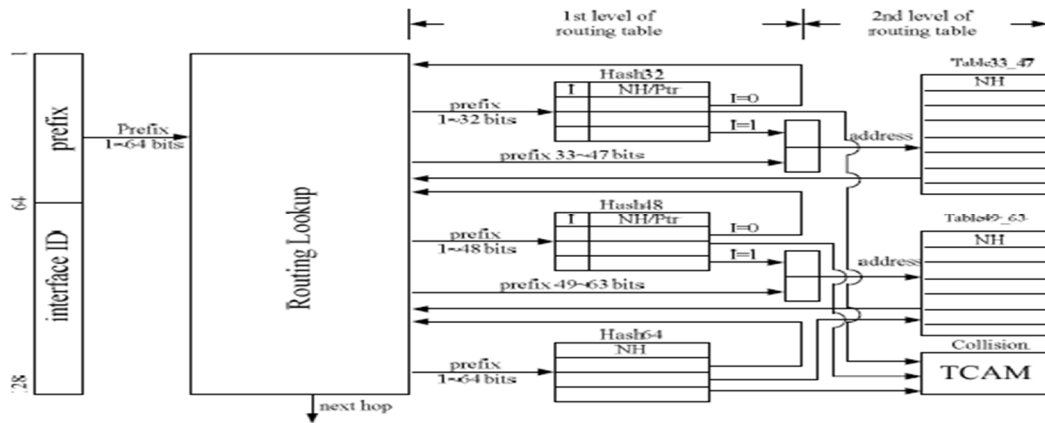 1st level of
routing table
2nd level of
routing table
1
prefix
64
interface ID
128
Prefix
1~64 bits
Routing Lookup
next hop
Hash32
I NH/Ptr
prefix
1~32 bits
I=0
I=1
prefix 33~47 bits
address
Table33_47
NH
Hash48
I NH/Ptr
prefix
1~48 bits
I=0
I=1
prefix 49~63 bits
address
Table49_63
NH
Hash64
NH
prefix
1~64 bits
Collision
TCAM